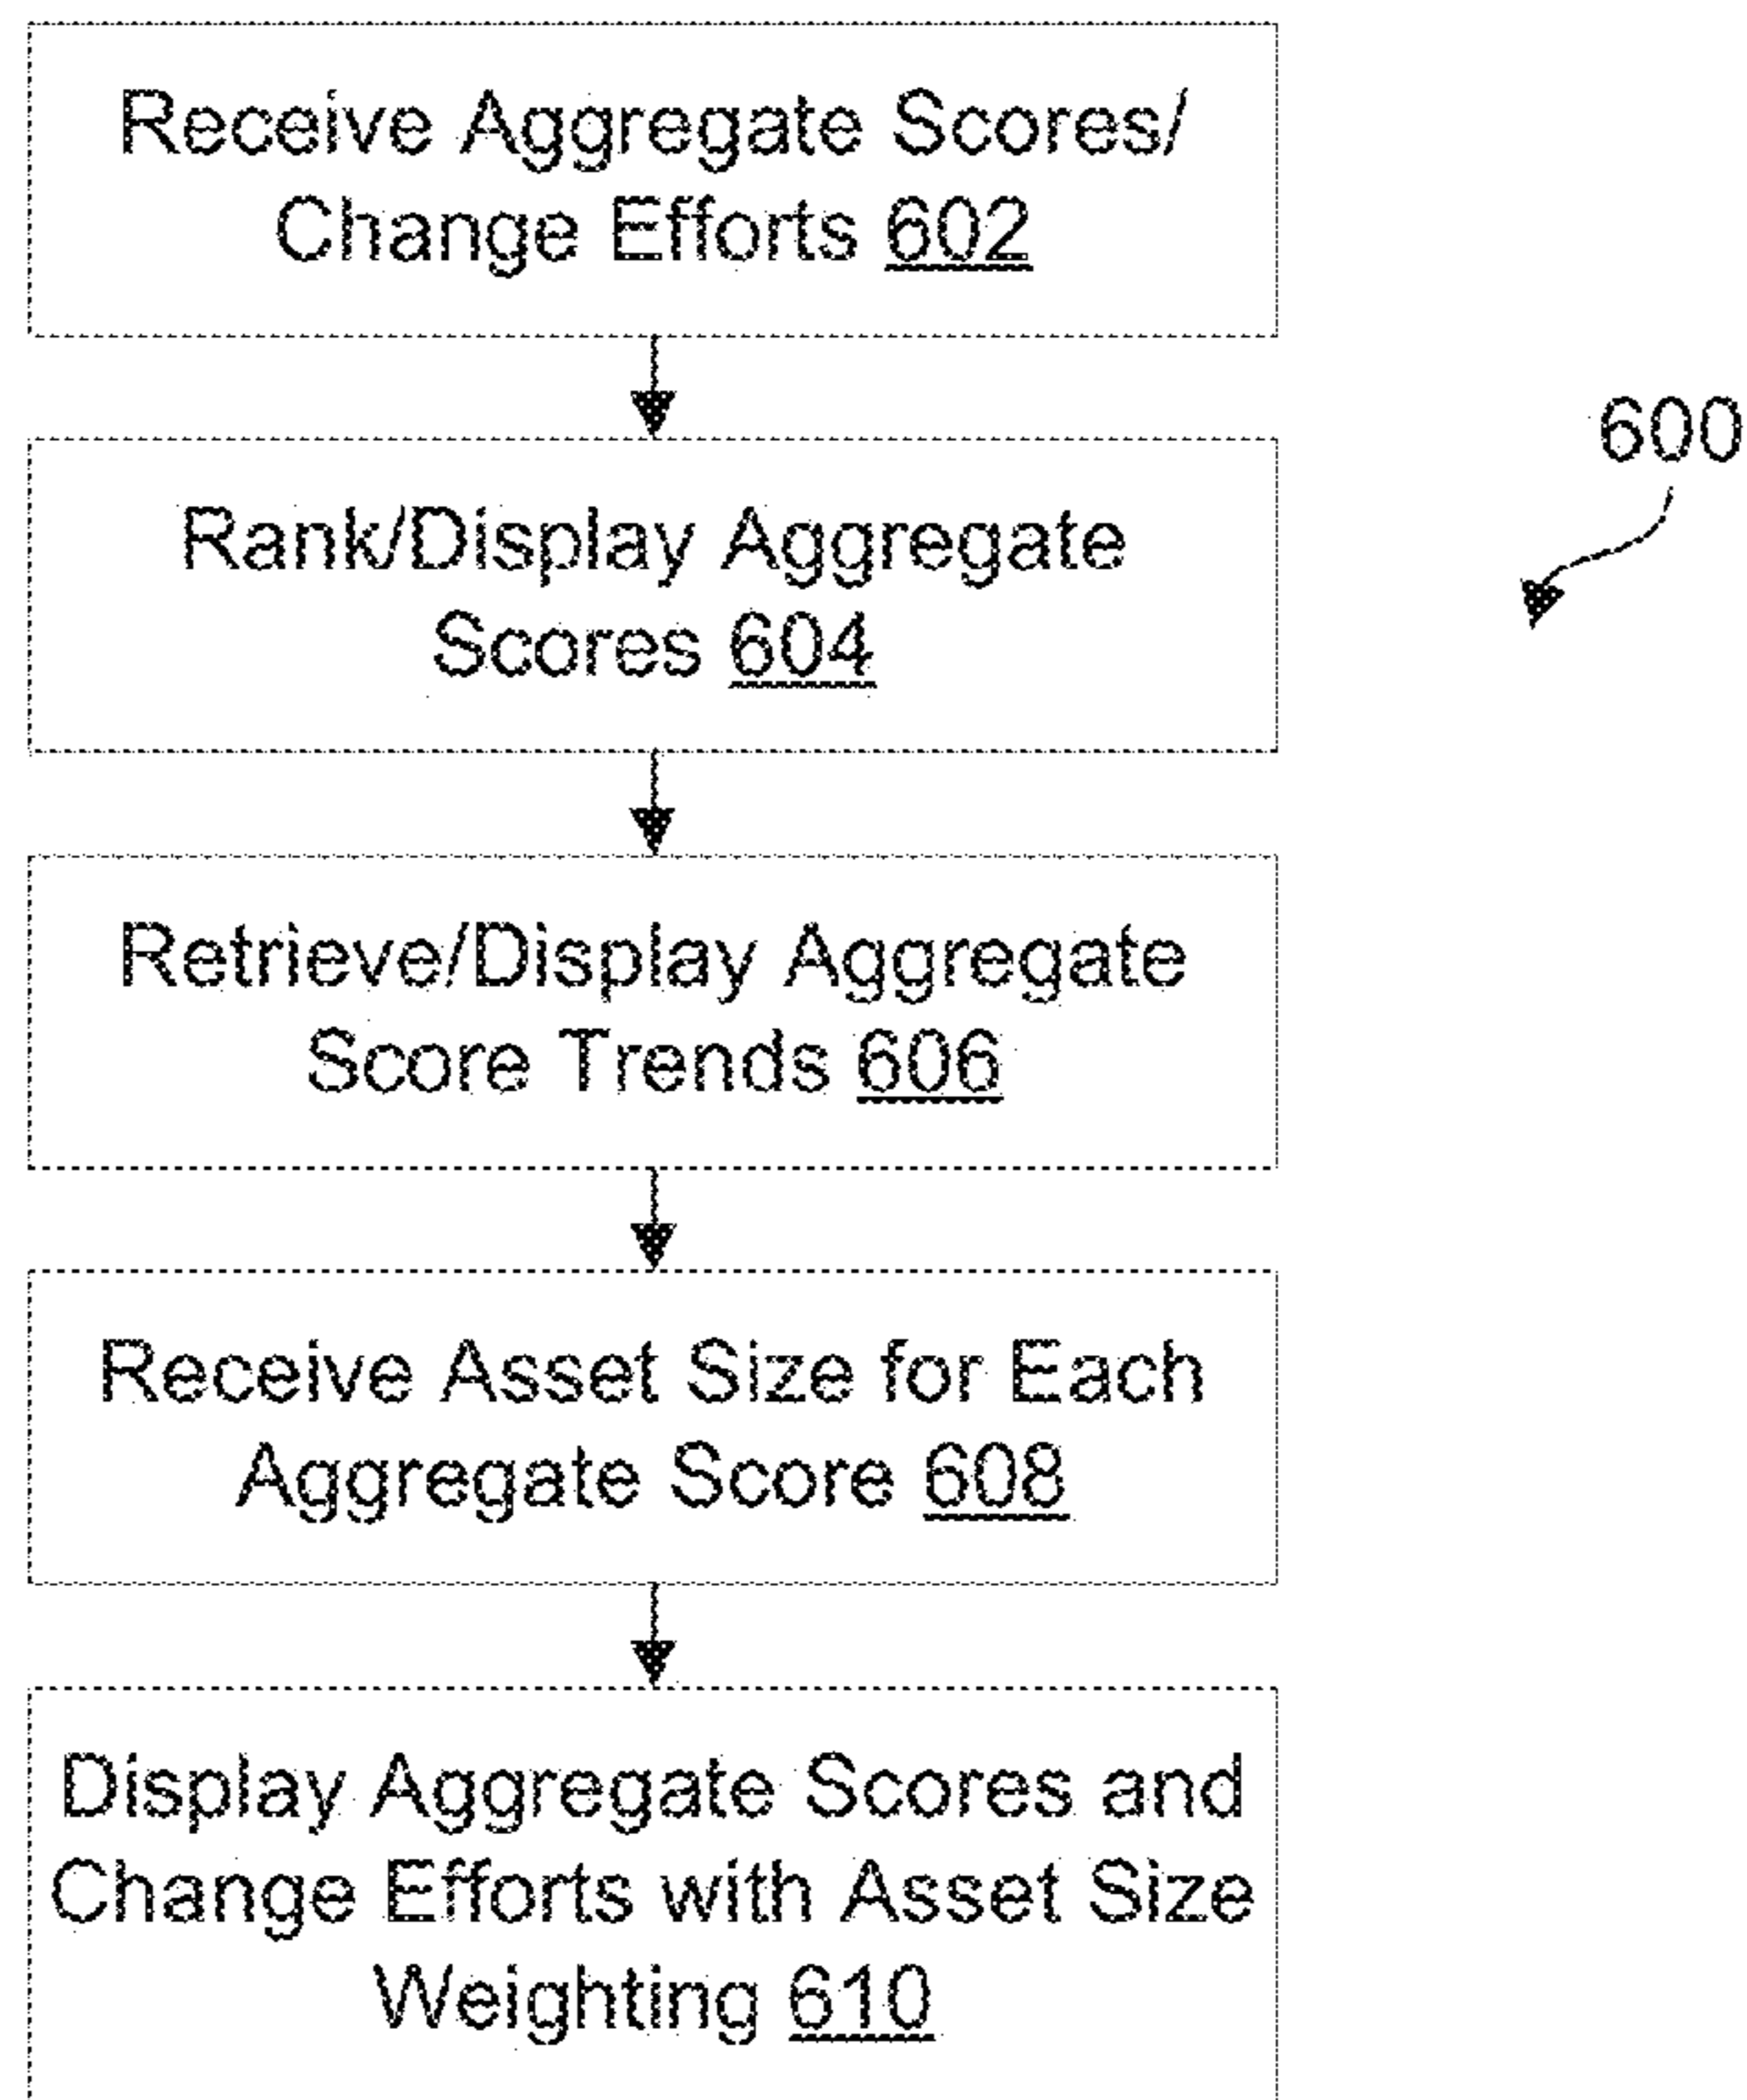 Receive Aggregate Scores/
Change Efforts 602
600
Rank/Display Aggregate
Scores 604
Retrieve/Display Aggregate
Score Trends 606
Receive Asset Size for Each
Aggregate Score 608
Display Aggregate Scores and
Change Efforts with Asset Size
Weighting 610